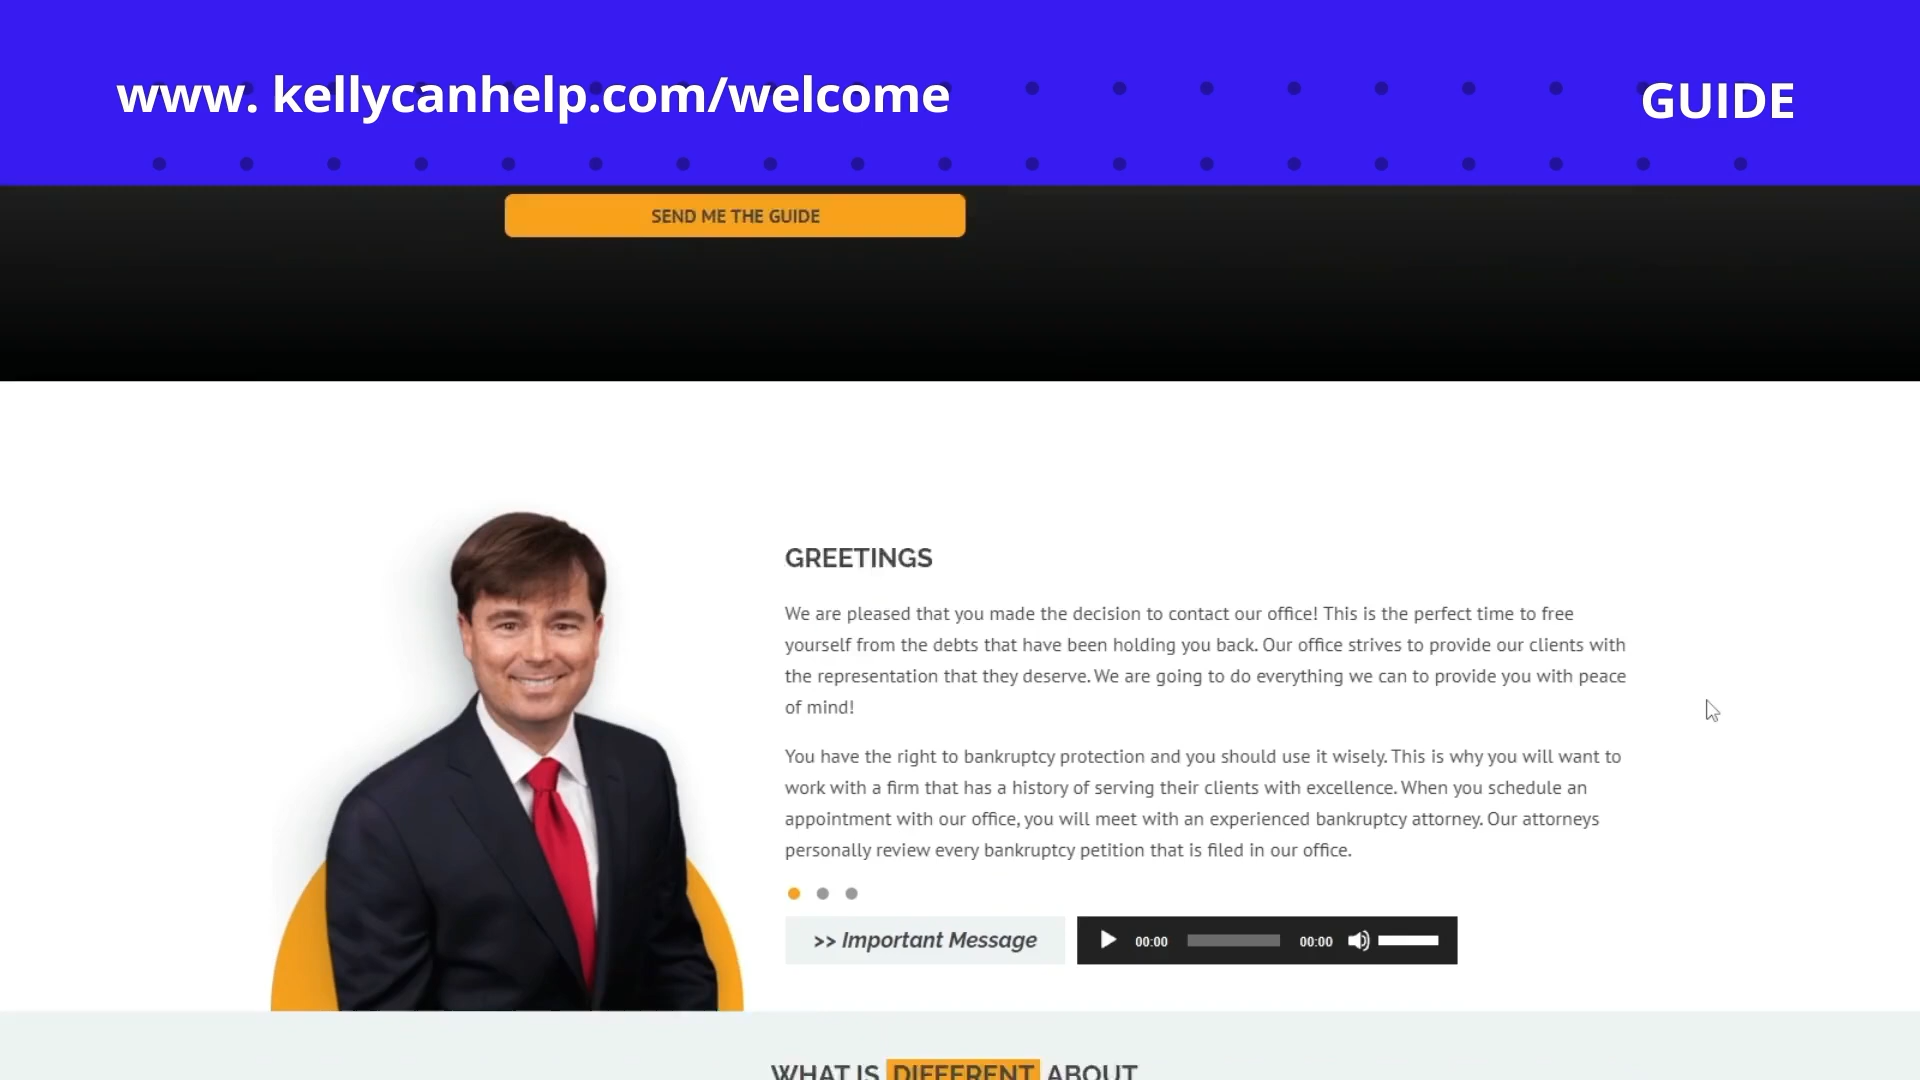 www. kellycanhelp.com/welcome
GUIDE
SEND ME THE GUIDE
GREETINGS
We are pleased that you made the decision to contact our office! This is the perfect time to free
yourself from the debts that have been holding you back. Our office strives to provide our clients with
the representation that they deserve. We are going to do everything we can to provide you with peace
of mind!
You have the right to bankruptcy protection and you should use it wisely. This is why you will want to
work with a firm that has a history of serving their clients with excellence. When you schedule an
appointment with our office, you will meet with an experienced bankruptcy attorney. Our attorneys
personally review every bankruptcy petition that is filed in our office.
>> Important Message
00:00
00:00
WHAT IS DIFFERENT ABOUT